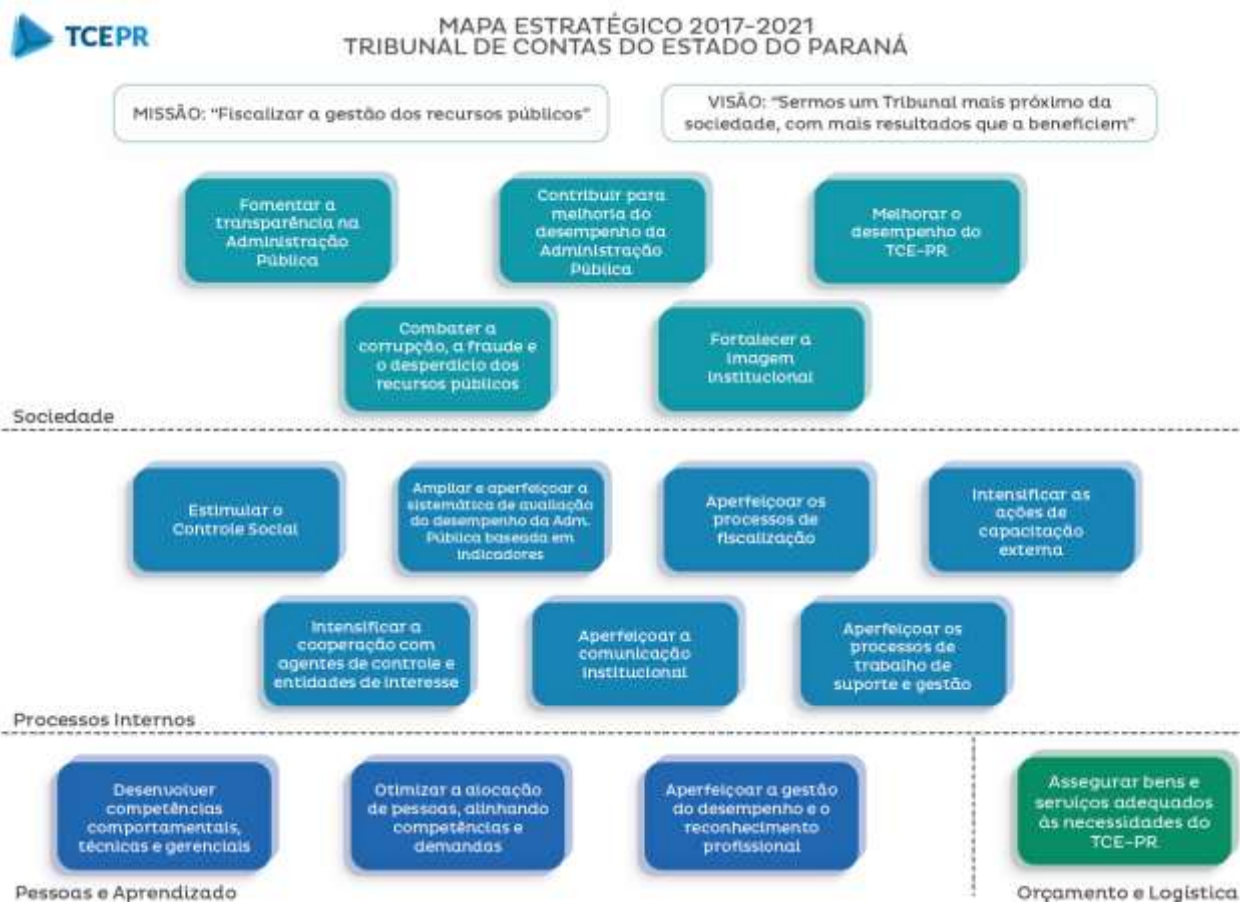 TCEPR
MAPA ESTRATÉGICO 2017-2021
TRIBUNAL DE CONTAS DO ESTADO DO PARANÁ
MISSÃO: "Fiscalizar a gestão dos recursos públicos"
VISÃO: "Sermos um Tribunal mais próximo da
sociedade, com mais resultados que a beneficiem"
Fomentar a
transparência na
Administração
Pública
Contribuir para
melhoria do
desempenho da
Administração
Pública
Melhorar o
desempenho do
TCE-PR
Combater a
corrupção, a fraude e
o desperdício dos
recursos públicos
Fortalecer a
imagem
institucional
Sociedade
Estimular o
Controle Social
Ampliar e aperfeiçoar a
sistemática de avaliação
do desempenho da Adm.
Pública baseada em
indicadores
Aperfeiçoar os
processos de
fiscalização
Intensificar as
ações de
capacitação
externa
Intensificar a
cooperação com
agentes de controle e
entidades de interesse
Aperfeiçoar a
comunicação
institucional
Aperfeiçoar os
processos de
trabalho de
suporte e gestão
Processos Internos
Desenvolver
competências
comportamentais,
técnicas e gerenciais
Otimizar a alocação
de pessoas, alinhando
competências e
demandas
Aperfeiçoar a gestão
do desempenho e o
reconhecimento
profissional
Assegurar bens e
serviços adequados
às necessidades do
TCE-PR
Pessoas e Aprendizado
Orçamento e Logística